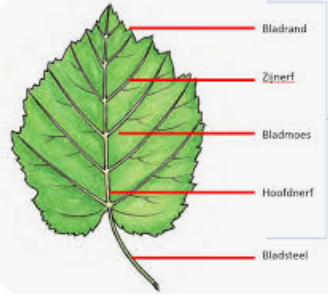 Bladrand
Zijnerf
Bladmoes
Hoofdnerf
Bladsteel